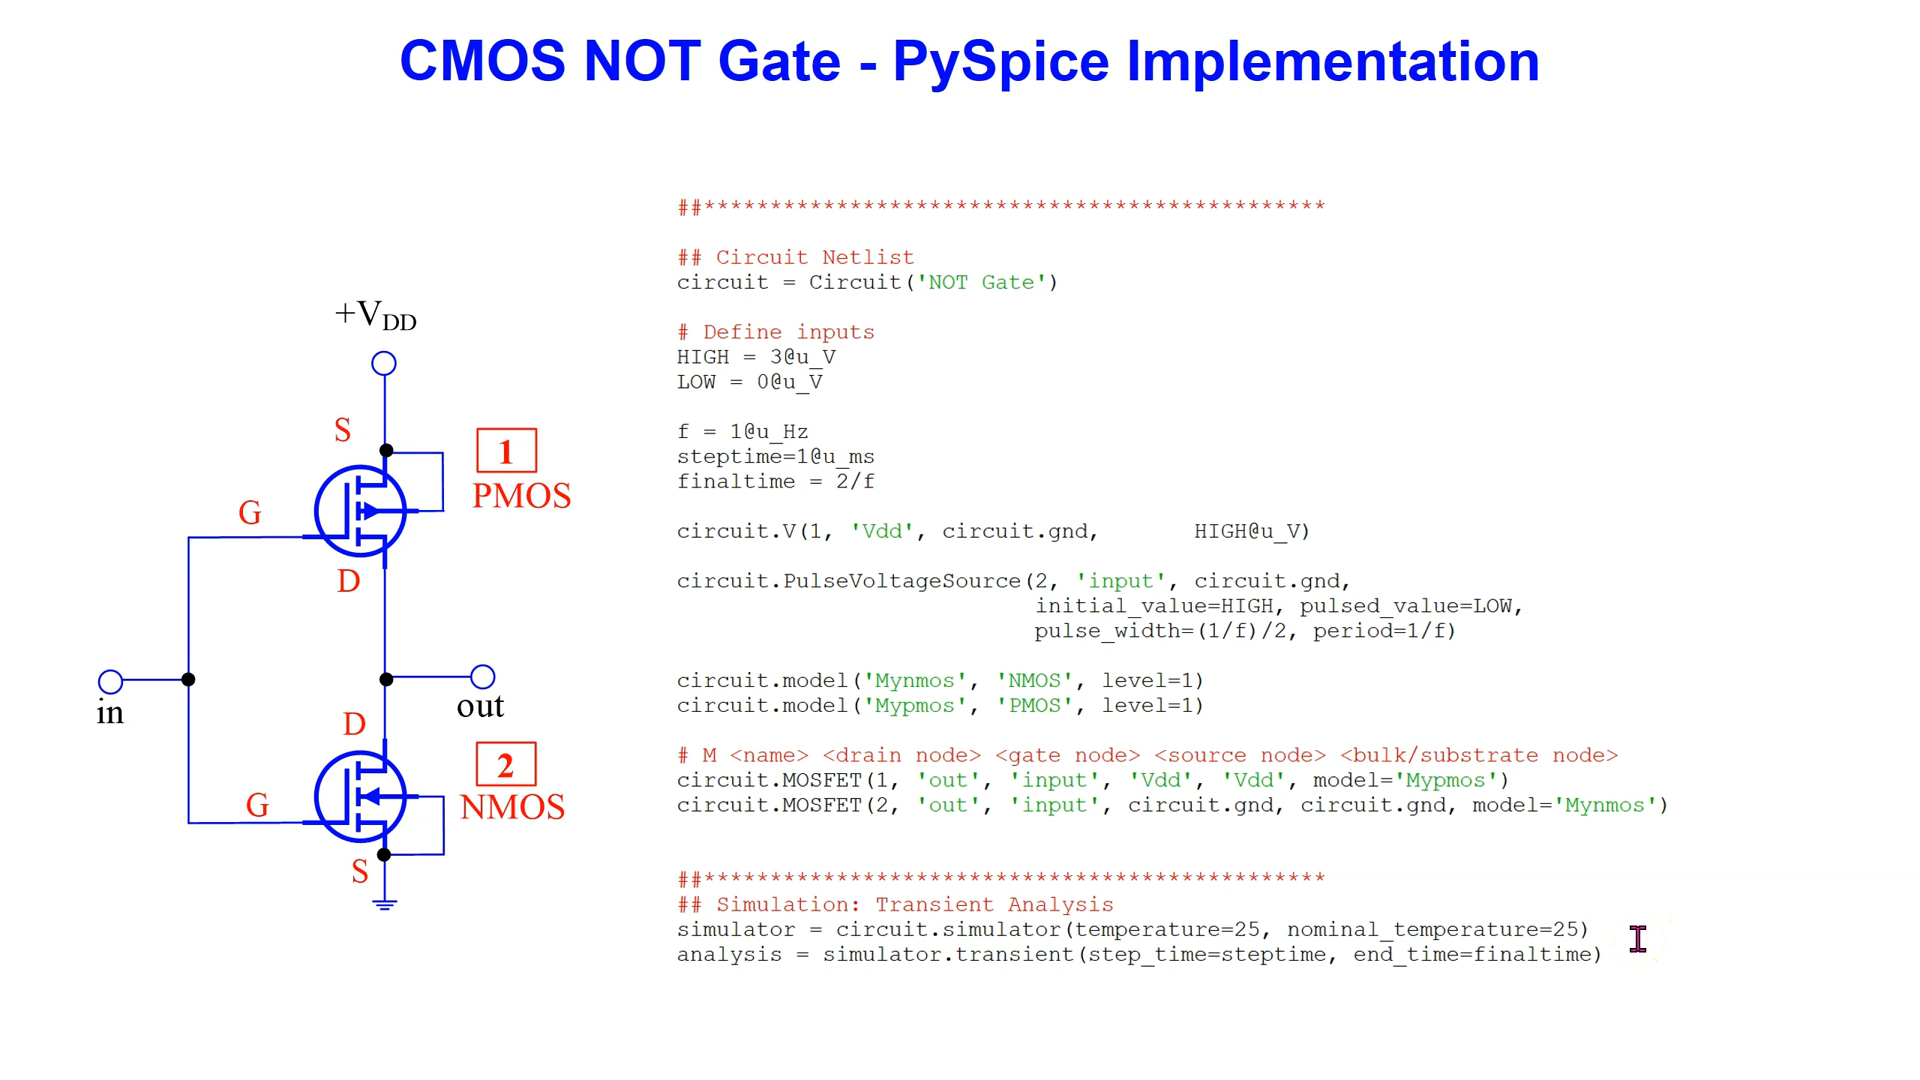 CMOS NOT Gate - PySpice Implementation
+VDD
S
1
PMOS
G
D
in
out
D
2
NMOS
G
S
##***********************************************
## Circuit Netlist
circuit = Circuit('NOT Gate')
# Define inputs
HIGH = 3@u_V
LOW = 0@u_V
f = 1@u_Hz
steptime=1@u_ms
finaltime = 2/f
circuit.V(1, 'Vdd', circuit.gnd, HIGH@u_V)
circuit.PulseVoltageSource(2, 'input', circuit.gnd,
initial_value=HIGH, pulsed_value=LOW,
pulse_width=(1/f)/2, period=1/f)
circuit.model('Mynmos', 'NMOS', level=1)
circuit.model('Mypmos', 'PMOS', level=1)
# M <name> <drain node> <gate node> <source node> <bulk/substrate node>
circuit.MOSFET(1, 'out', 'input', 'Vdd', 'Vdd', model='Mypmos')
circuit.MOSFET(2, 'out', 'input', circuit.gnd, circuit.gnd, model='Mynmos')
##***********************************************
## Simulation: Transient Analysis
simulator = circuit.simulator(temperature=25, nominal_temperature=25)
analysis = simulator.transient(step_time=steptime, end_time=finaltime)